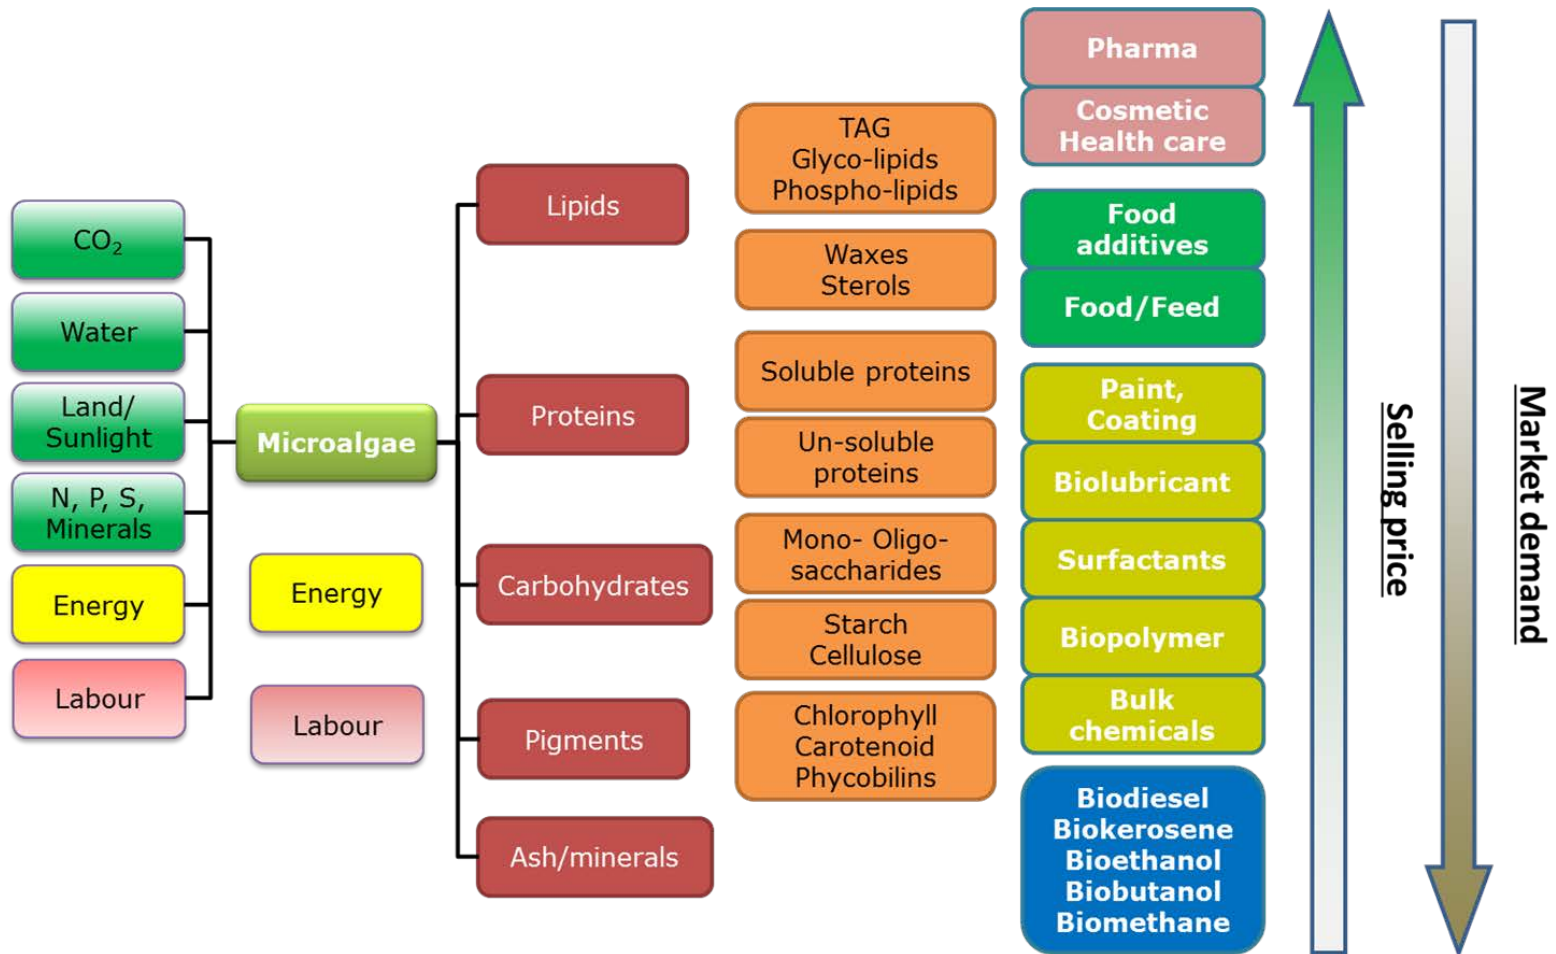 CO₂
Water
Land/
Sunlight
N, P, S,
Minerals
Energy
Labour
Microalgae
Energy
Labour
Lipids
Proteins
Carbohydrates
Pigments
Ash/minerals
TAG
Glyco-lipids
Phospho-lipids
Waxes
Sterols
Soluble proteins
Un-soluble
proteins
Mono- Oligo-
saccharides
Starch
Cellulose
Chlorophyll
Carotenoid
Phycobilins
Pharma
Cosmetic
Health care
Food
additives
Food/Feed
Paint,
Coating
Biolubricant
Surfactants
Biopolymer
Bulk
chemicals
Biodiesel
Biokerosene
Bioethanol
Biobutanol
Biomethane
Selling price
Market demand